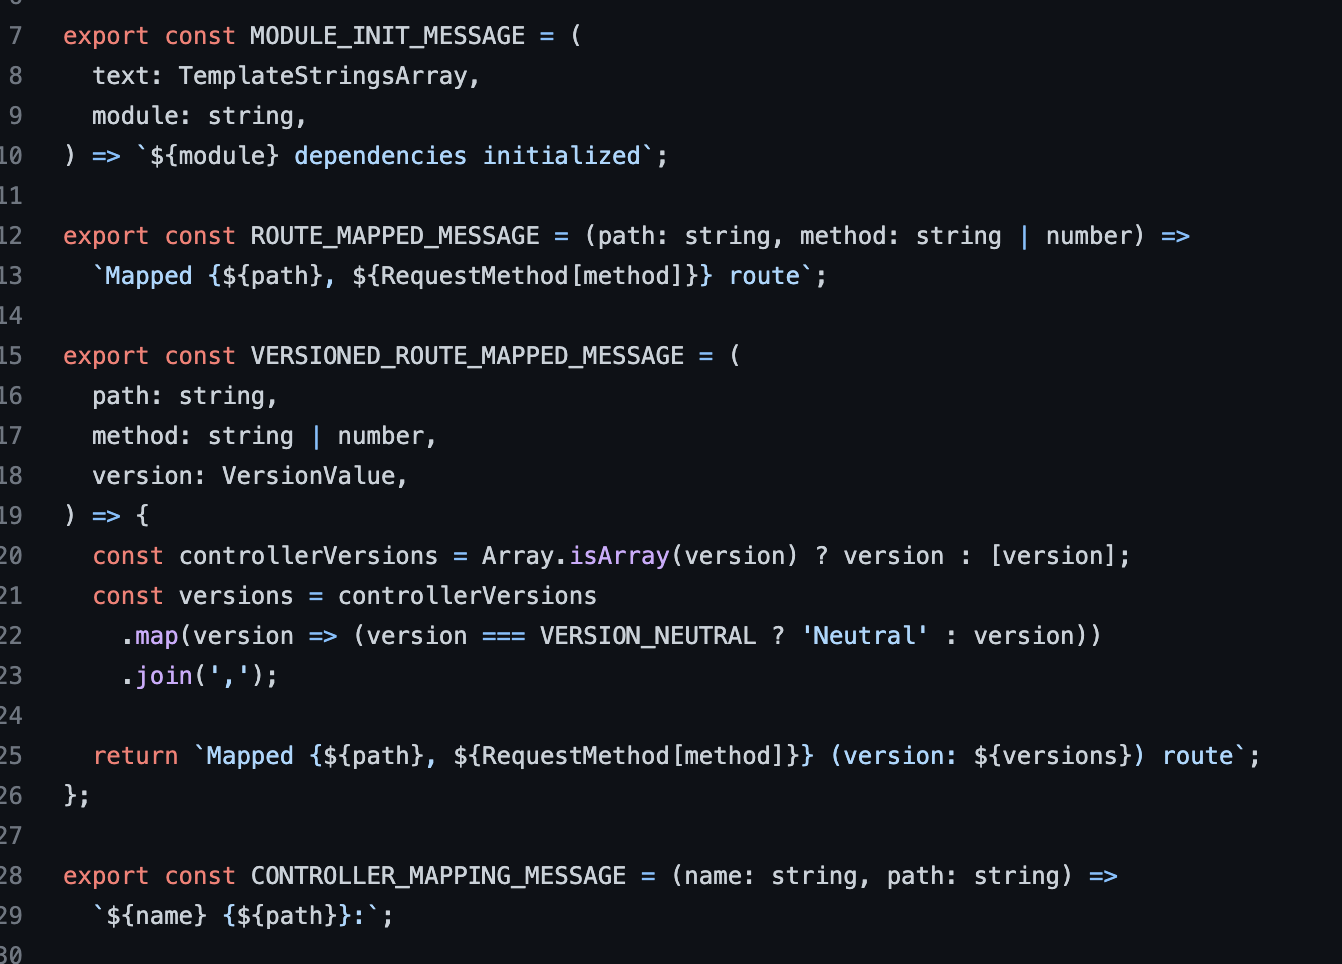 7 export const MODULE_INIT_MESSAGE = (
8 text: TemplateStringsArray,
9 module: string,
10 ) => `${module} dependencies initialized`;
11
12 export const ROUTE_MAPPED_MESSAGE = (path: string, method: string | number) =>
13 `Mapped {${path}, ${RequestMethod[method]}} route`;
14
15 export const VERSIONED_ROUTE_MAPPED_MESSAGE = (
16 path: string,
17 method: string | number,
18 version: VersionValue,
19 ) => {
20 const controllerVersions = Array.isArray(version) ? version : [version];
21 const versions = controllerVersions
22 .map(version => (version === VERSION_NEUTRAL ? 'Neutral' : version))
23 .join(',');
24
25 return `Mapped {${path}, ${RequestMethod[method]}} (version: ${versions}) route`;
26 };
27
28 export const CONTROLLER_MAPPING_MESSAGE = (name: string, path: string) =>
29 `${name} {${path}}:`;
30